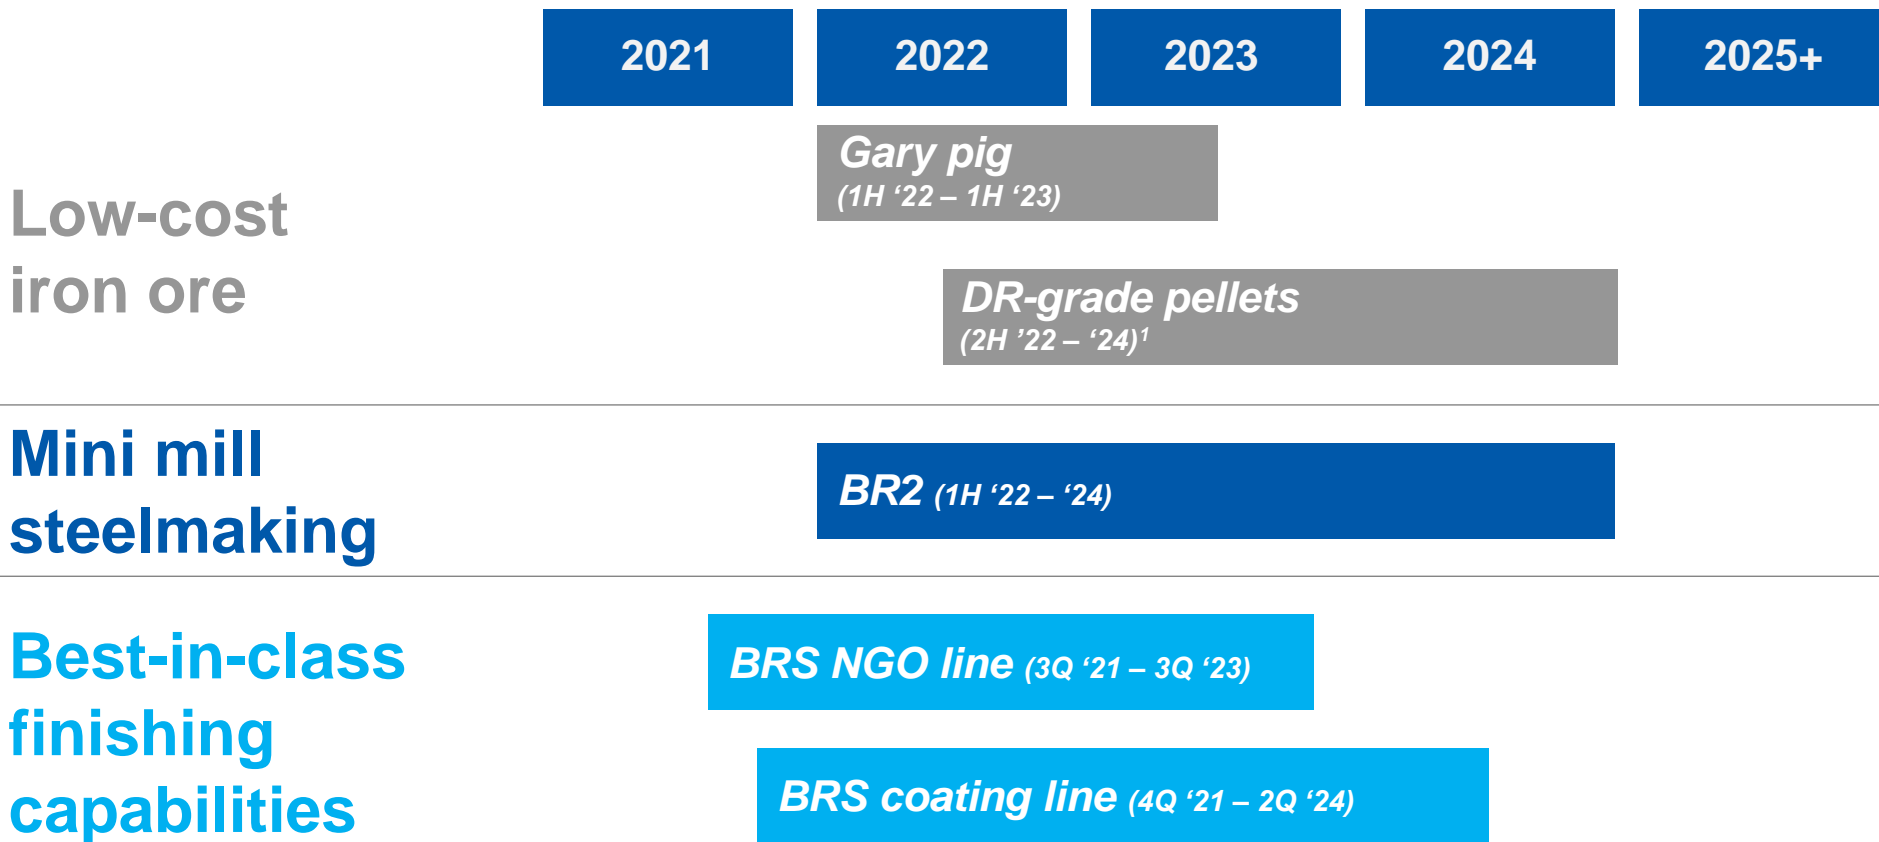 2021 2022 2023 2024 2025+
Low-cost
iron ore
Gary pig
(1H ‘22 – 1H ‘23)
DR-grade pellets
(2H ’22 – ‘24)¹
Mini mill
steelmaking
BR2 (1H ‘22 – ‘24)
Best-in-class
finishing
capabilities
BRS NGO line (3Q ‘21 – 3Q ‘23)
BRS coating line (4Q ‘21 – 2Q ‘24)